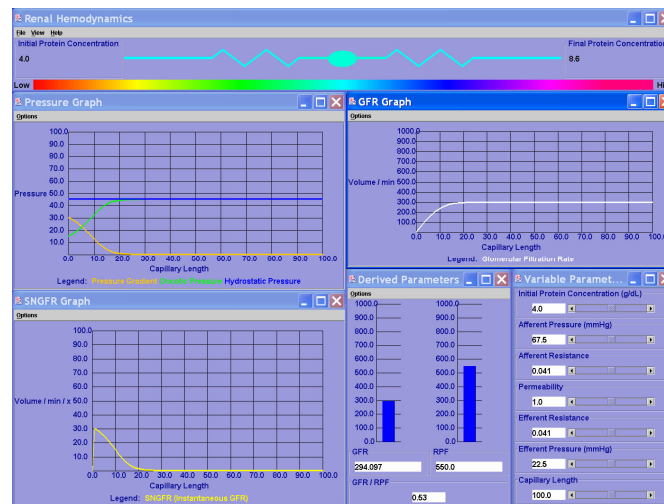 Renal Hemodynamics
File View Help
Initial Protein Concentration
Final Protein Concentration
4.0
8.6
Low
Hi
Pressure Graph
Options
100.0
90.0
80.0
70.0
60.0
Pressure 50.0
40.0
30.0
20.0
10.0
0.0 10.0 20.0 30.0 40.0 50.0 60.0 70.0 80.0 90.0 100.0
Capillary Length
Legend: Pressure Gradient Oncotic Pressure Hydrostatic Pressure
GFR Graph
Options
1000.0
900.0
800.0
700.0
600.0
Volume / min 500.0
400.0
300.0
200.0
100.0
0.0 10.0 20.0 30.0 40.0 50.0 60.0 70.0 80.0 90.0 100.0
Capillary Length
Legend: Glomerular Filtration Rate
SNGFR Graph
Options
100.0
90.0
80.0
70.0
60.0
Volume / min / x 50.0
40.0
30.0
20.0
10.0
0.0 10.0 20.0 30.0 40.0 50.0 60.0 70.0 80.0 90.0 100.0
Capillary Length
Legend: SNGFR (Instantaneous GFR)
Derived Parameters
Options
1000.0 1000.0
900.0 900.0
800.0 800.0
700.0 700.0
600.0 600.0
500.0 500.0
400.0 400.0
300.0 300.0
200.0 200.0
100.0 100.0
0.0 0.0
GFR RPF
294.097 550.0
GFR / RPF
0.53
Variable Paramet...
Initial Protein Concentration (g/dL)
4.0
Afferent Pressure (mmHg)
67.5
Afferent Resistance
0.041
Permeability
1.0
Efferent Resistance
0.041
Efferent Pressure (mmHg)
22.5
Capillary Length
100.0